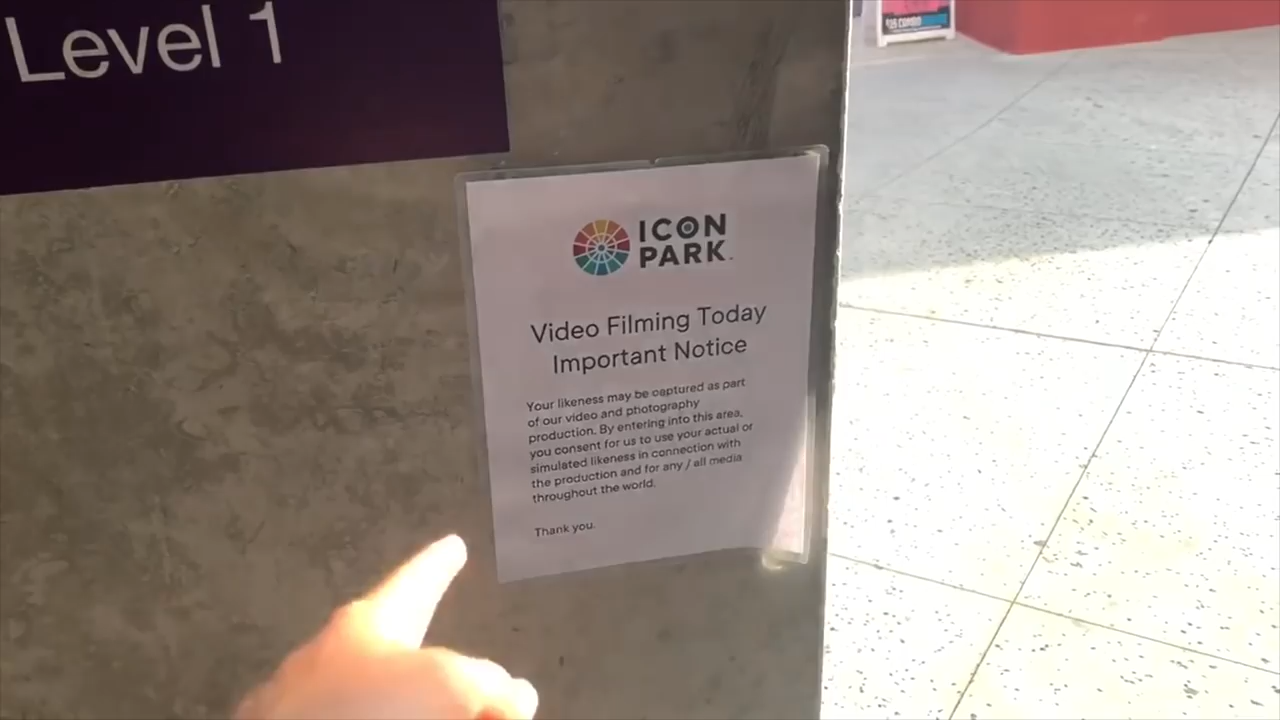 Level 1
$15 COMBO
ICON
PARK
Video Filming Today
Important Notice
Your likeness may be captured as part
of our video and photography
production. By entering into this area,
you consent for us to use your actual or
simulated likeness in connection with
the production and for any / all media
throughout the world.
Thank you.